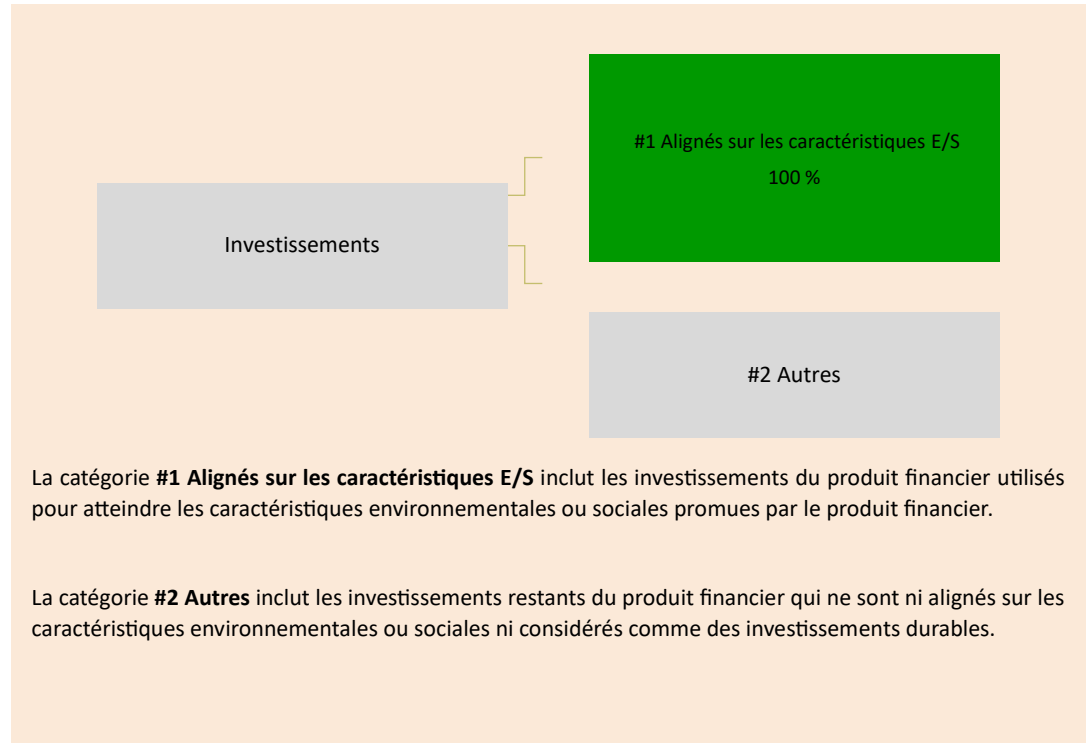 #1 Alignés sur les caractéristiques E/S
100 %
Investissements
#2 Autres
La catégorie #1 Alignés sur les caractéristiques E/S inclut les investissements du produit financier utilisés
pour atteindre les caractéristiques environnementales ou sociales promues par le produit financier.
La catégorie #2 Autres inclut les investissements restants du produit financier qui ne sont ni alignés sur les
caractéristiques environnementales ou sociales ni considérés comme des investissements durables.